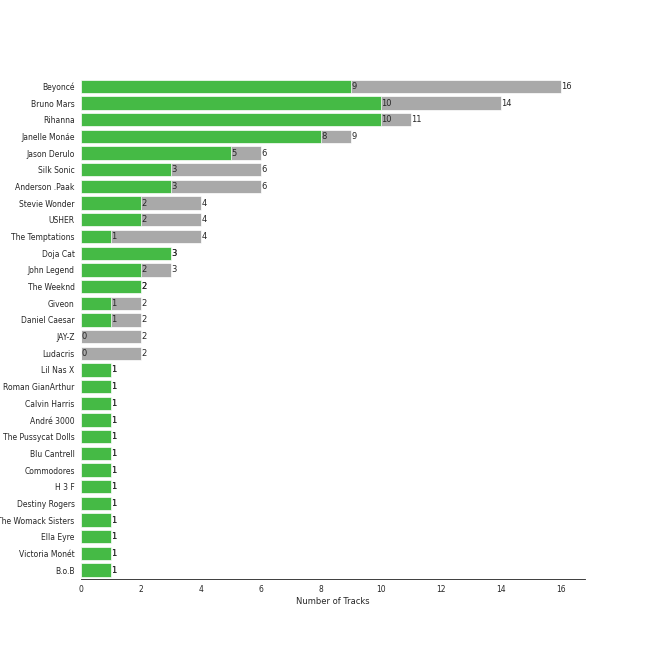 Beyoncé 9 16
Bruno Mars 10 14
Rihanna 10 11
Janelle Monáe 8 9
Jason Derulo 5 6
Silk Sonic 3 6
Anderson .Paak 3 6
Stevie Wonder 2 4
USHER 2 4
The Temptations 1 4
Doja Cat 3
John Legend 2 3
The Weeknd 2
Giveon 1 2
Daniel Caesar 1 2
JAY-Z 0 2
Ludacris 0 2
Lil Nas X 1
Roman GianArthur 1
Calvin Harris 1
André 3000 1
The Pussycat Dolls 1
Blu Cantrell 1
Commodores 1
H 3 F 1
Destiny Rogers 1
The Womack Sisters 1
Ella Eyre 1
Victoria Monét 1
B.o.B 1
0 2 4 6 8 10 12 14 16
Number of Tracks